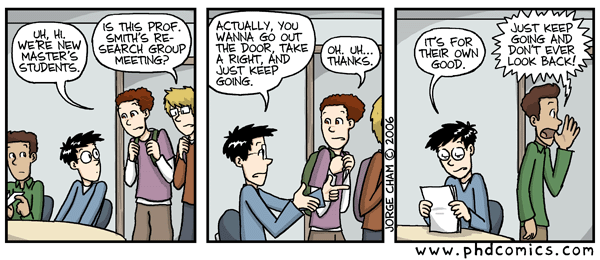 UH, HI.
WE'RE NEW
MASTER'S
STUDENTS.
IS THIS PROF.
SMITH'S RE-
SEARCH GROUP
MEETING?
ACTUALLY, YOU
WANNA GO OUT
THE DOOR, TAKE
A RIGHT, AND
JUST KEEP
GOING.
OH. UH...
THANKS.
JORGE CHAM © 2006
IT'S FOR
THEIR OWN
GOOD.
JUST KEEP
GOING AND
DON'T EVER
LOOK BACK!
www.phdcomics.com